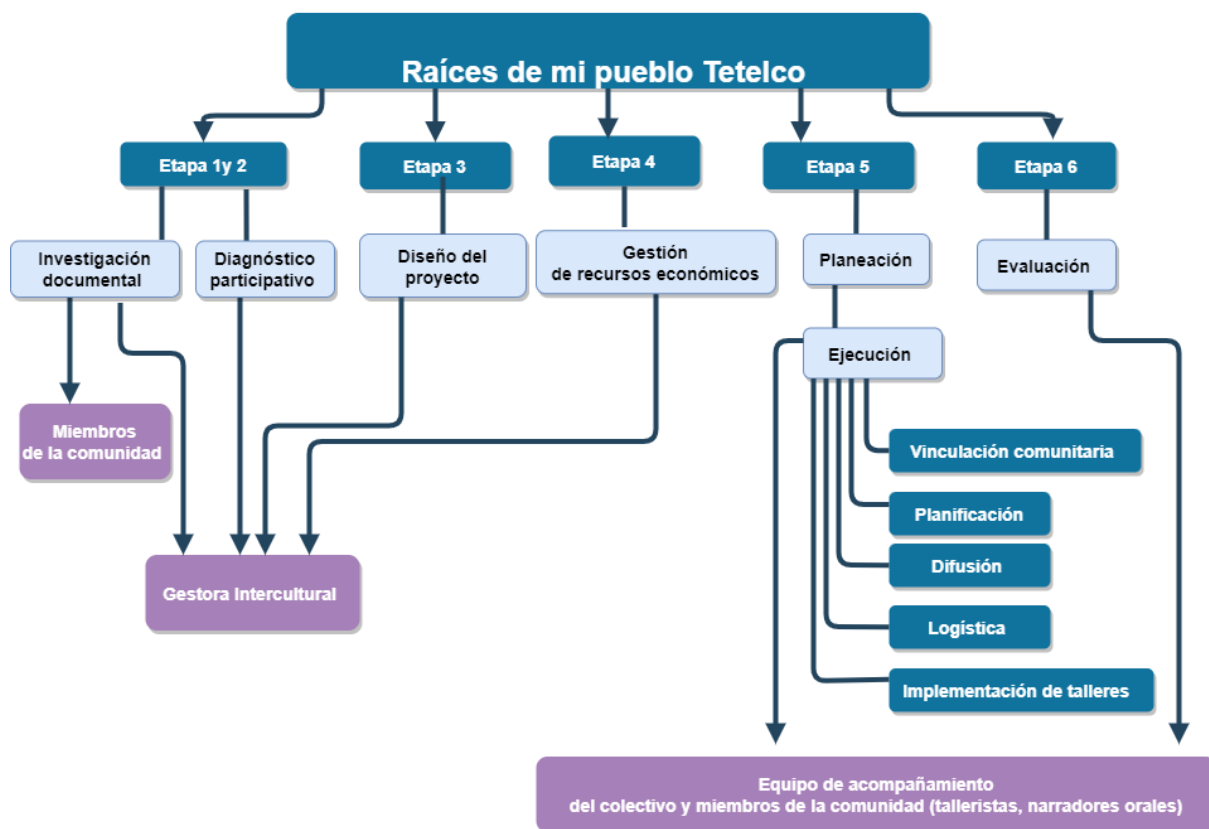 Raíces de mi pueblo Tetelco
Etapa 1y 2
Etapa 3
Etapa 4
Etapa 5
Etapa 6
Investigación
documental
Diagnóstico
participativo
Diseño del
proyecto
Gestión
de recursos económicos
Planeación
Evaluación
Ejecución
Miembros
de la comunidad
Vinculación comunitaria
Planificación
Difusión
Gestora Intercultural
Logística
Implementación de talleres
Equipo de acompañamiento
del colectivo y miembros de la comunidad (talleristas, narradores orales)